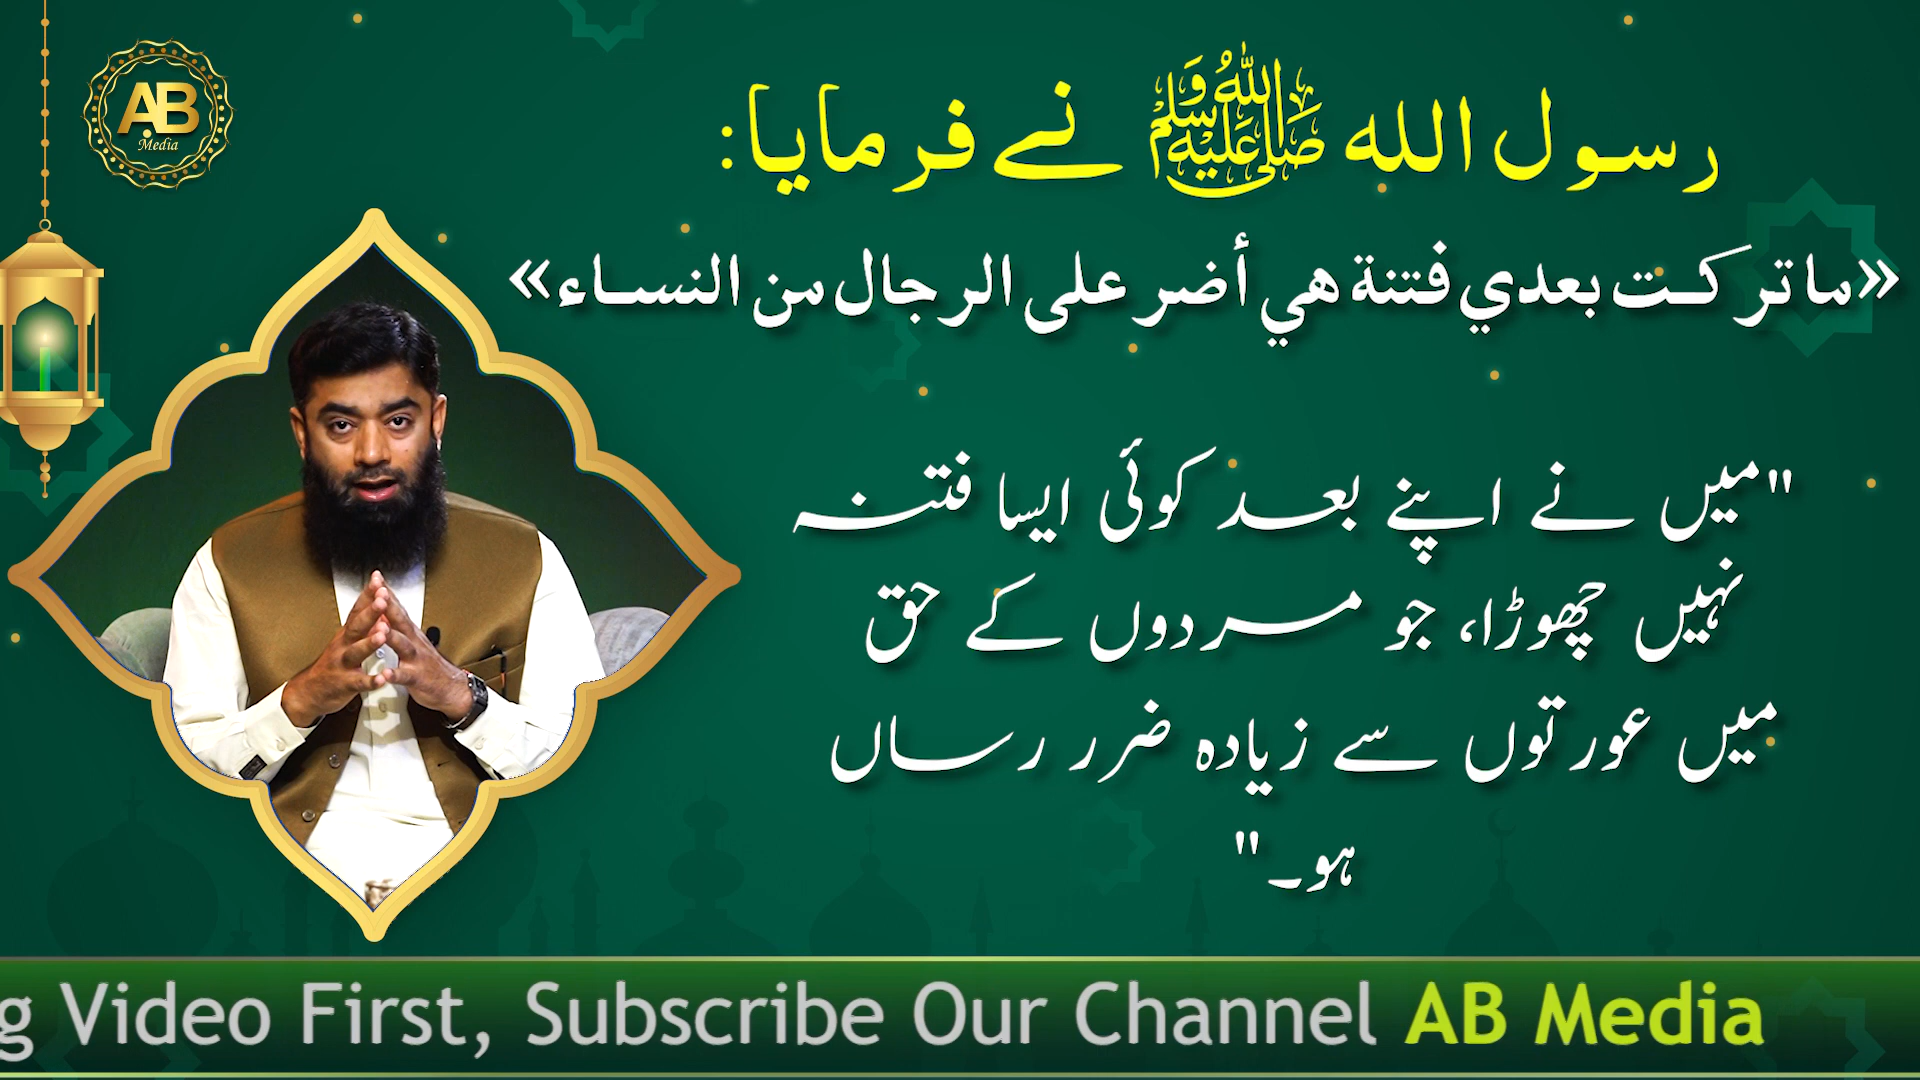 AB
Media
رسول اللہ ﷺ نے فرمایا:
«ما تركت بعدي فتنة هي أضر على الرجال من النساء»
"میں نے اپنے بعد کوئی ایسا فتنہ
نہیں چھوڑا، جو مردوں کے حق
میں عورتوں سے زیادہ ضرر رساں
ہو۔"
g Video First, Subscribe Our Channel AB Media